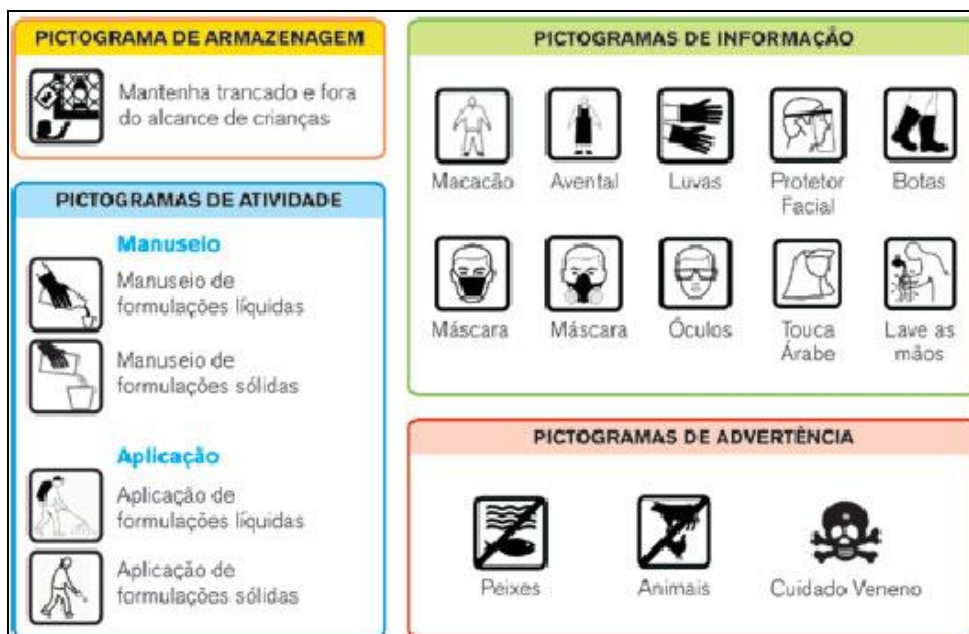 PICTOGRAMA DE ARMAZENAGEM
Mantenha trancado e fora
do alcance de crianças
PICTOGRAMAS DE ATIVIDADE
Manuseio
Manuseio de
formulações líquidas
Manuseio de
formulações sólidas
Aplicação
Aplicação de
formulações líquidas
Aplicação de
formulações sólidas
PICTOGRAMAS DE INFORMAÇÃO
Macacão Avental Luvas Protetor Botas
Facial
Máscara Máscara Óculos Touca Lave as
Árabe mãos
PICTOGRAMAS DE ADVERTÊNCIA
Peixes Animais Cuidado Veneno